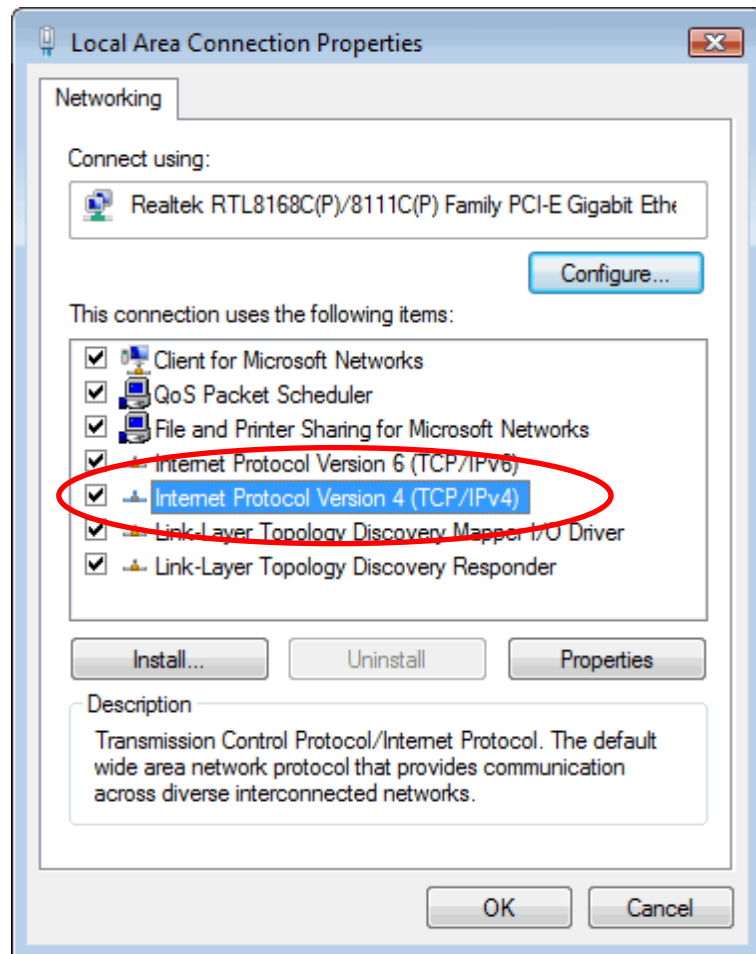 Local Area Connection Properties
Networking
Connect using:
Realtek RTL8168C(P)/8111C(P) Family PCI-E Gigabit Ethe
Configure...
This connection uses the following items:
Client for Microsoft Networks
QoS Packet Scheduler
File and Printer Sharing for Microsoft Networks
Internet Protocol Version 6 (TCP/IPv6)
Internet Protocol Version 4 (TCP/IPv4)
Link-Layer Topology Discovery Mapper I/O Driver
Link-Layer Topology Discovery Responder
Install... Uninstall Properties
Description
Transmission Control Protocol/Internet Protocol. The default
wide area network protocol that provides communication
across diverse interconnected networks.
OK Cancel